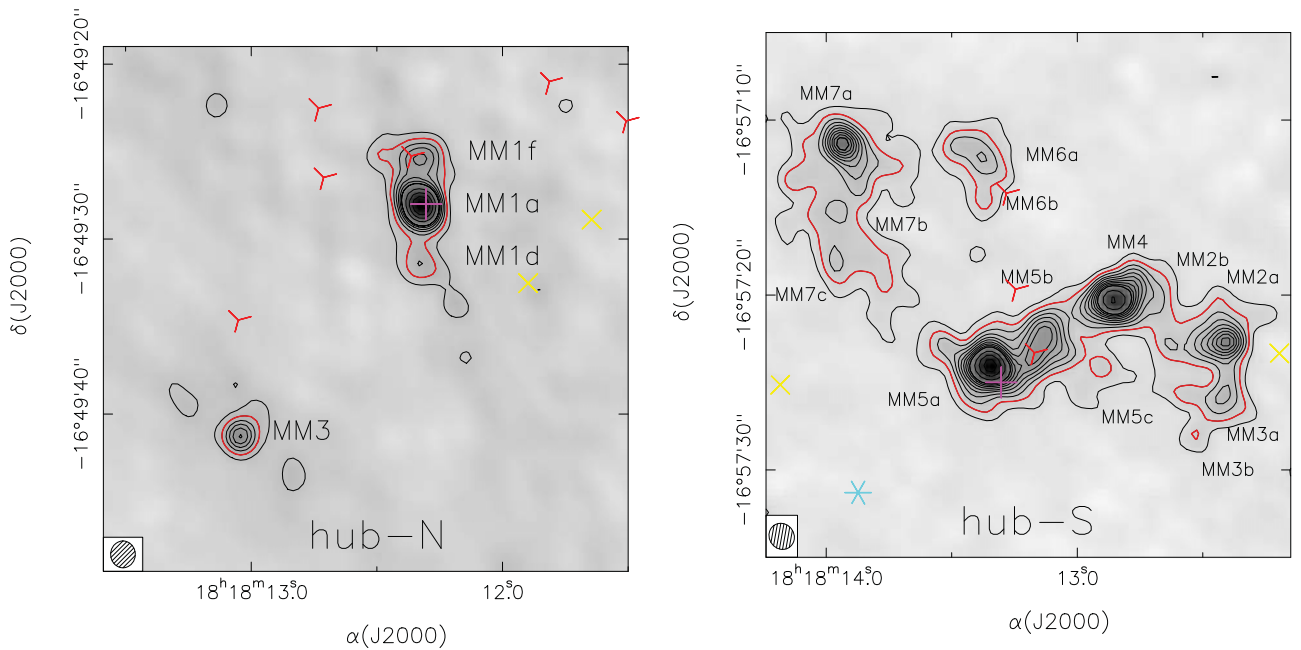 −16°49'20''
−16°49'30''
−16°49'40''
δ(J2000)
MM1f
MM1a
MM1d
MM3
hub−N
18ʰ18ᵐ13ˢ.0
12ˢ.0
α(J2000)
−16°57'10''
−16°57'20''
−16°57'30''
δ(J2000)
MM7a
MM6a
MM6b
MM7b
MM4
MM2b
MM5b
MM2a
MM7c
MM5a
MM5c
MM3a
MM3b
hub−S
18ʰ18ᵐ14ˢ.0
13ˢ.0
α(J2000)